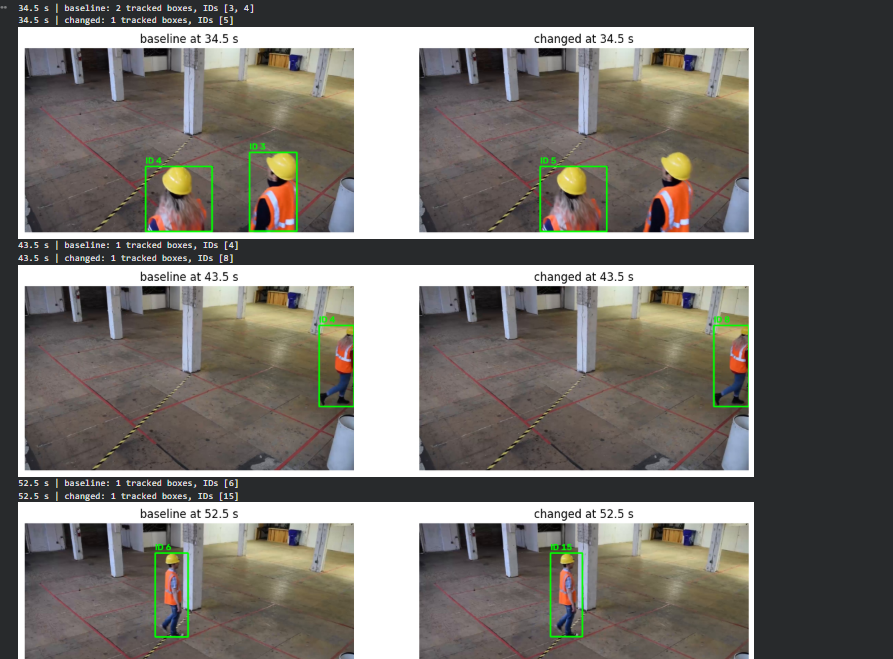 34.5 s | baseline: 2 tracked boxes, IDs [3, 4]
34.5 s | changed: 1 tracked boxes, IDs [5]
baseline at 34.5 s
changed at 34.5 s
ID 4
ID 3
ID 5
43.5 s | baseline: 1 tracked boxes, IDs [4]
43.5 s | changed: 1 tracked boxes, IDs [8]
baseline at 43.5 s
changed at 43.5 s
ID 4
ID 8
52.5 s | baseline: 1 tracked boxes, IDs [6]
52.5 s | changed: 1 tracked boxes, IDs [15]
baseline at 52.5 s
changed at 52.5 s
ID 6
ID 15